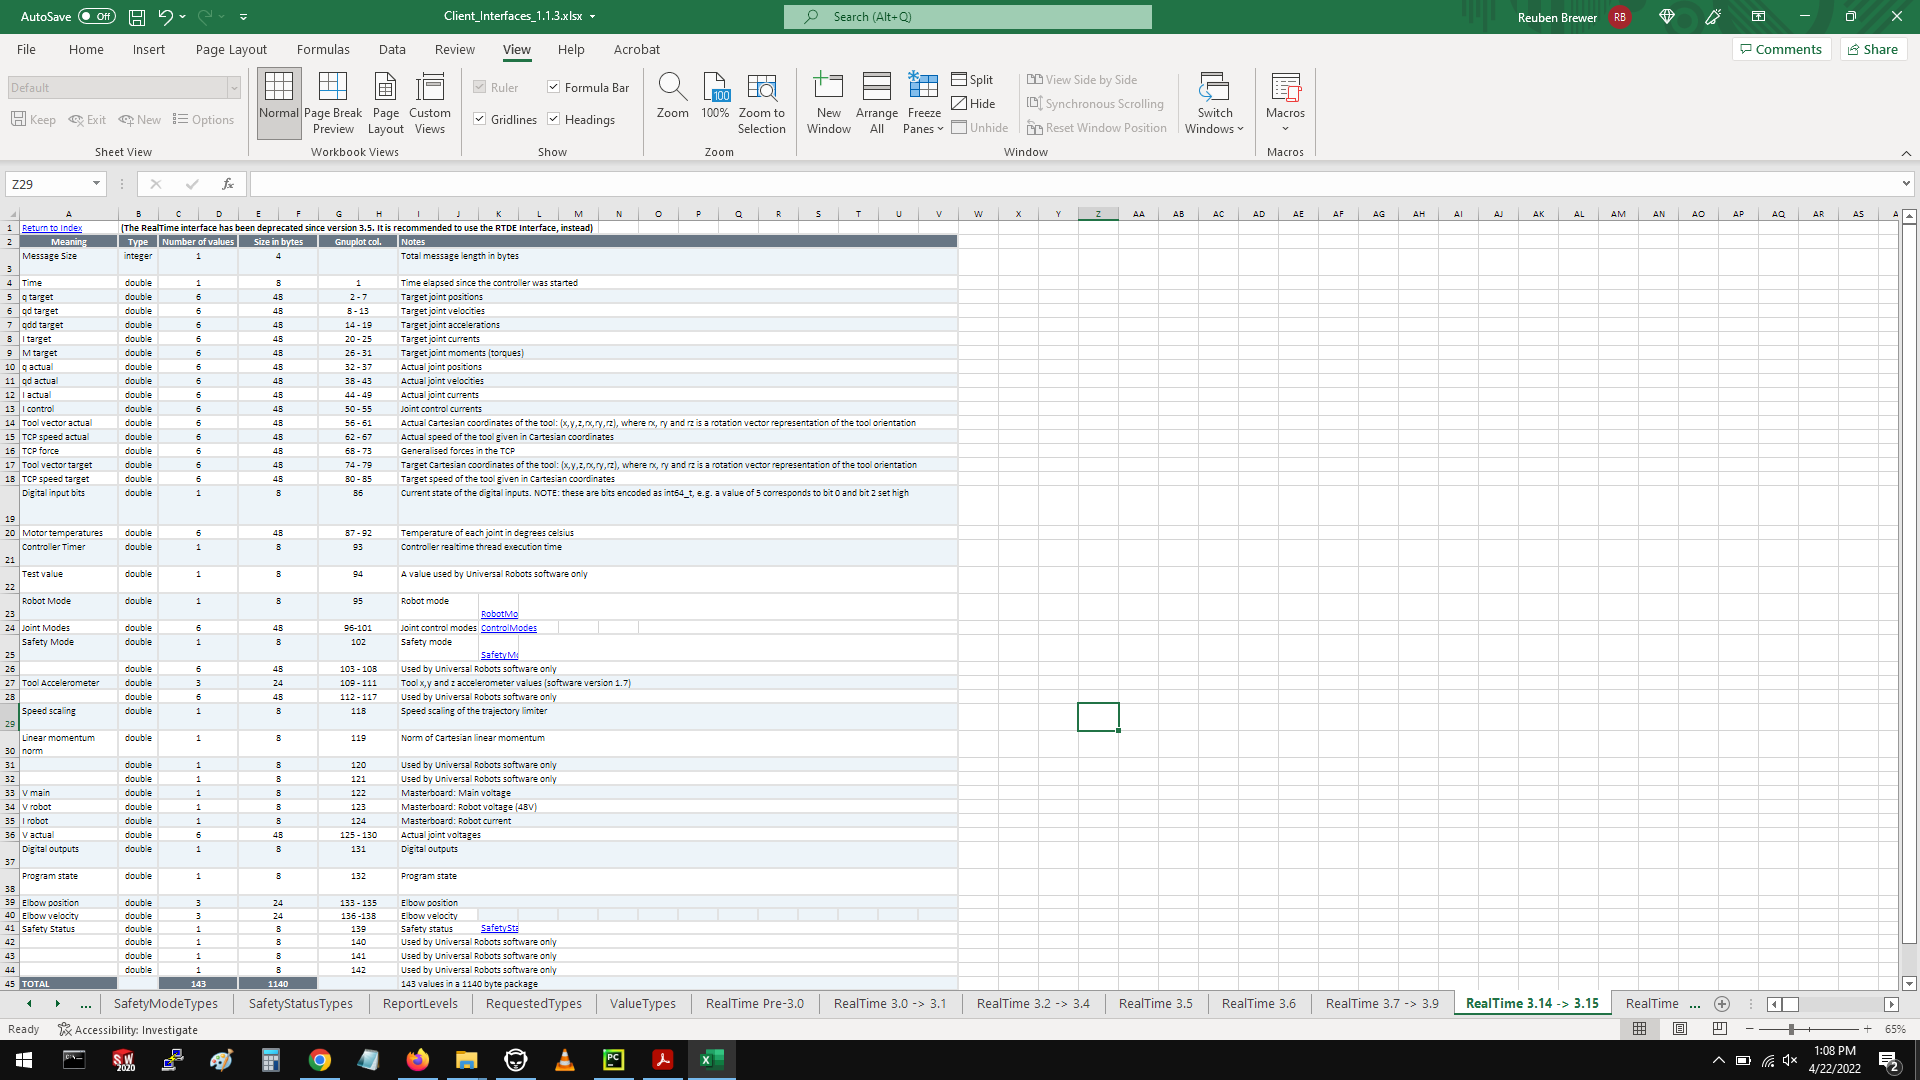 AutoSave Off Client_Interfaces_1.1.3.xlsx Search (Alt+Q) Reuben Brewer RB
File Home Insert Page Layout Formulas Data Review View Help Acrobat Comments Share
Default
Keep Exit New Options
Sheet View
Normal Page Break Preview Page Layout Custom Views
Workbook Views
Ruler Formula Bar
Gridlines Headings
Show
Zoom 100 100% Zoom to Selection
Zoom
New Window Arrange All Freeze Panes
Split
Hide
Unhide
View Side by Side
Synchronous Scrolling
Reset Window Position
Switch Windows
Window
Macros
Macros
Z29 fx
A B C D E F G H I J K L M N O P Q R S T U V W X Y Z AA AB AC AD AE AF AG AH AI AJ AK AL AM AN AO AP AQ AR AS
1 Return to Index (The RealTime interface has been deprecated since version 3.5. It is recommended to use the RTDE Interface, instead)
2 Meaning Type Number of values Size in bytes Gnuplot col. Notes
3 Message Size integer 1 4 Total message length in bytes
4 Time double 1 8 1 Time elapsed since the controller was started
5 q target double 6 48 2 - 7 Target joint positions
6 qd target double 6 48 8 - 13 Target joint velocities
7 qdd target double 6 48 14 - 19 Target joint accelerations
8 I target double 6 48 20 - 25 Target joint currents
9 M target double 6 48 26 - 31 Target joint moments (torques)
10 q actual double 6 48 32 - 37 Actual joint positions
11 qd actual double 6 48 38 - 43 Actual joint velocities
12 I actual double 6 48 44 - 49 Actual joint currents
13 I control double 6 48 50 - 55 Joint control currents
14 Tool vector actual double 6 48 56 - 61 Actual Cartesian coordinates of the tool: (x,y,z,rx,ry,rz), where rx, ry and rz is a rotation vector representation of the tool orientation
15 TCP speed actual double 6 48 62 - 67 Actual speed of the tool given in Cartesian coordinates
16 TCP force double 6 48 68 - 73 Generalised forces in the TCP
17 Tool vector target double 6 48 74 - 79 Target Cartesian coordinates of the tool: (x,y,z,rx,ry,rz), where rx, ry and rz is a rotation vector representation of the tool orientation
18 TCP speed target double 6 48 80 - 85 Target speed of the tool given in Cartesian coordinates
19 Digital input bits double 1 8 86 Current state of the digital inputs. NOTE: these are bits encoded as int64_t, e.g. a value of 5 corresponds to bit 0 and bit 2 set high
20 Motor temperatures double 6 48 87 - 92 Temperature of each joint in degrees celsius
21 Controller Timer double 1 8 93 Controller realtime thread execution time
22 Test value double 1 8 94 A value used by Universal Robots software only
23 Robot Mode double 1 8 95 Robot mode RobotMo
24 Joint Modes double 6 48 96-101 Joint control modes ControlModes
25 Safety Mode double 1 8 102 Safety mode SafetyMo
26 double 6 48 103 - 108 Used by Universal Robots software only
27 Tool Accelerometer double 3 24 109 - 111 Tool x,y and z accelerometer values (software version 1.7)
28 double 6 48 112 - 117 Used by Universal Robots software only
29 Speed scaling double 1 8 118 Speed scaling of the trajectory limiter
30 Linear momentum norm double 1 8 119 Norm of Cartesian linear momentum
31 double 1 8 120 Used by Universal Robots software only
32 double 1 8 121 Used by Universal Robots software only
33 V main double 1 8 122 Masterboard: Main voltage
34 V robot double 1 8 123 Masterboard: Robot voltage (48V)
35 I robot double 1 8 124 Masterboard: Robot current
36 V actual double 6 48 125 - 130 Actual joint voltages
37 Digital outputs double 1 8 131 Digital outputs
38 Program state double 1 8 132 Program state
39 Elbow position double 3 24 133 - 135 Elbow position
40 Elbow velocity double 3 24 136 -138 Elbow velocity
41 Safety Status double 1 8 139 Safety status SafetySta
42 double 1 8 140 Used by Universal Robots software only
43 double 1 8 141 Used by Universal Robots software only
44 double 1 8 142 Used by Universal Robots software only
45 TOTAL 143 1140 143 values in a 1140 byte package
... SafetyModeTypes SafetyStatusTypes ReportLevels RequestedTypes ValueTypes RealTime Pre-3.0 RealTime 3.0 -> 3.1 RealTime 3.2 -> 3.4 RealTime 3.5 RealTime 3.6 RealTime 3.7 -> 3.9 RealTime 3.14 -> 3.15 RealTime ...
Ready Accessibility: Investigate 65%
SW 2020 PC 1:08 PM
4/22/2022 2